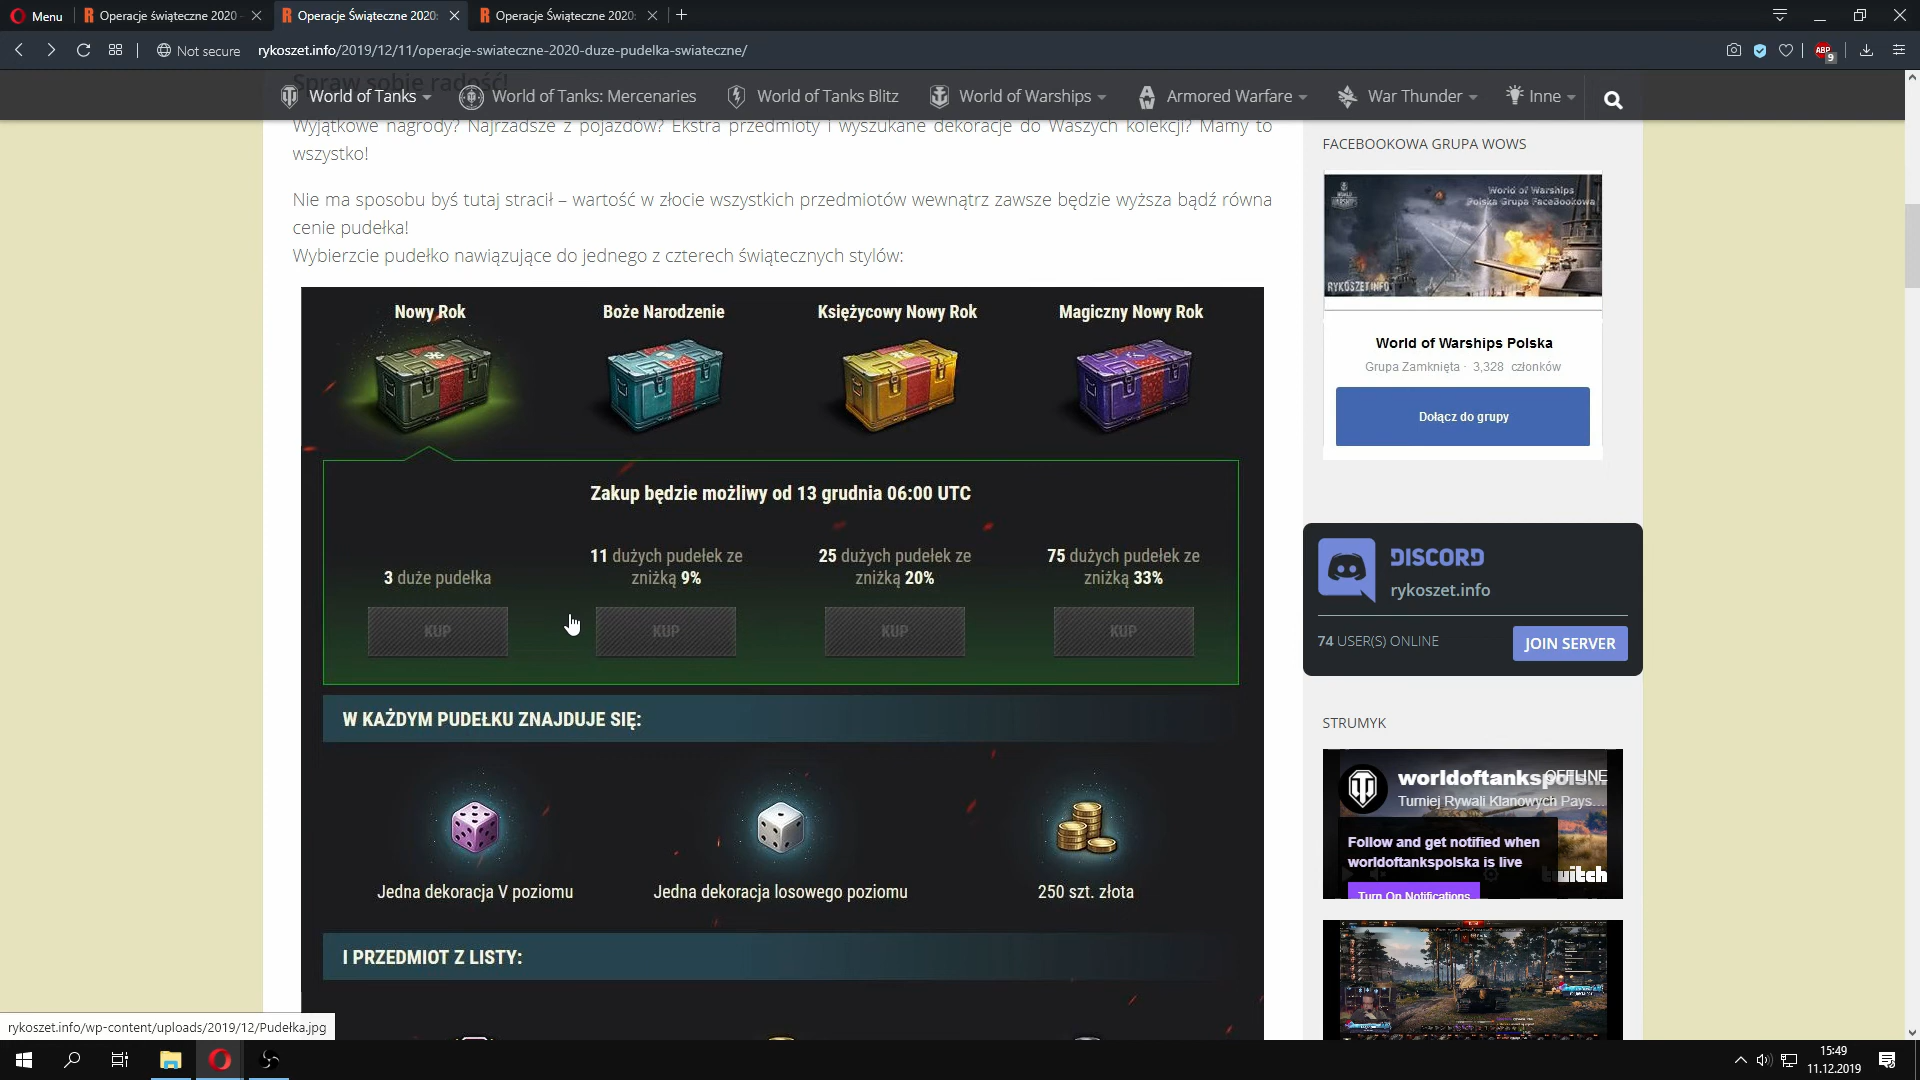 Menu
Operacje świąteczne 2020 -
Operacje Świąteczne 2020:
Operacje Świąteczne 2020:
Not secure
rykoszet.info/2019/12/11/operacje-swiateczne-2020-duze-pudelka-swiateczne/
ABP
9
Spraw sobie radość!
World of Tanks
World of Tanks: Mercenaries
World of Tanks Blitz
World of Warships
Armored Warfare
War Thunder
Inne
Wyjątkowe nagrody? Najrzadsze z pojazdów? Ekstra przedmioty i wyszukane dekoracje do Waszych kolekcji? Mamy to
wszystko!
Nie ma sposobu byś tutaj stracił – wartość w złocie wszystkich przedmiotów wewnątrz zawsze będzie wyższa bądź równa
cenie pudełka!
Wybierzcie pudełko nawiązujące do jednego z czterech świątecznych stylów:
Nowy Rok
Boże Narodzenie
Księżycowy Nowy Rok
Magiczny Nowy Rok
Zakup będzie możliwy od 13 grudnia 06:00 UTC
3 duże pudełka
11 dużych pudełek ze
zniżką 9%
25 dużych pudełek ze
zniżką 20%
75 dużych pudełek ze
zniżką 33%
KUP
KUP
KUP
KUP
W KAŻDYM PUDEŁKU ZNAJDUJE SIĘ:
Jedna dekoracja V poziomu
Jedna dekoracja losowego poziomu
250 szt. złota
I PRZEDMIOT Z LISTY:
FACEBOOKOWA GRUPA WOWS
World of Warships
Polska Grupa FaceBookowa
RYKOSZET.INFO
World of Warships Polska
Grupa Zamknięta · 3,328 członków
Dołącz do grupy
DISCORD
rykoszet.info
74 USER(S) ONLINE
JOIN SERVER
STRUMYK
worldoftankspols...
OFFLINE
Turniej Rywali Klanowych Pays...
Follow and get notified when
worldoftankspolska is live
twitch
Turn On Notifications
rykoszet.info/wp-content/uploads/2019/12/Pudełka.jpg
15:49
11.12.2019